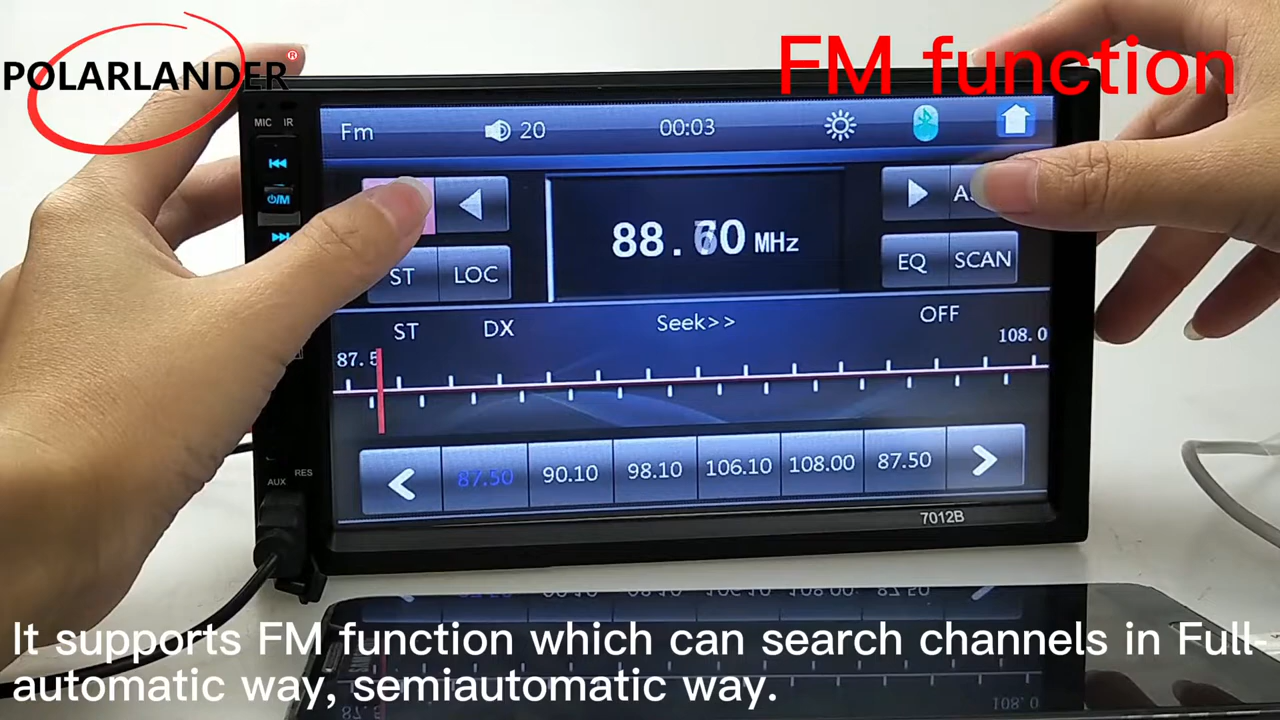 POLARLANDER®
FM function
MIC IR
Fm 20 00:03
⏻/M
ST LOC
MHz
EQ SCAN
ST DX Seek>> OFF
87.5 108.0
87.50 90.10 98.10 106.10 108.00 87.50
RES
AUX
7012B
It supports FM function which can search channels in Full-
automatic way, semiautomatic way.